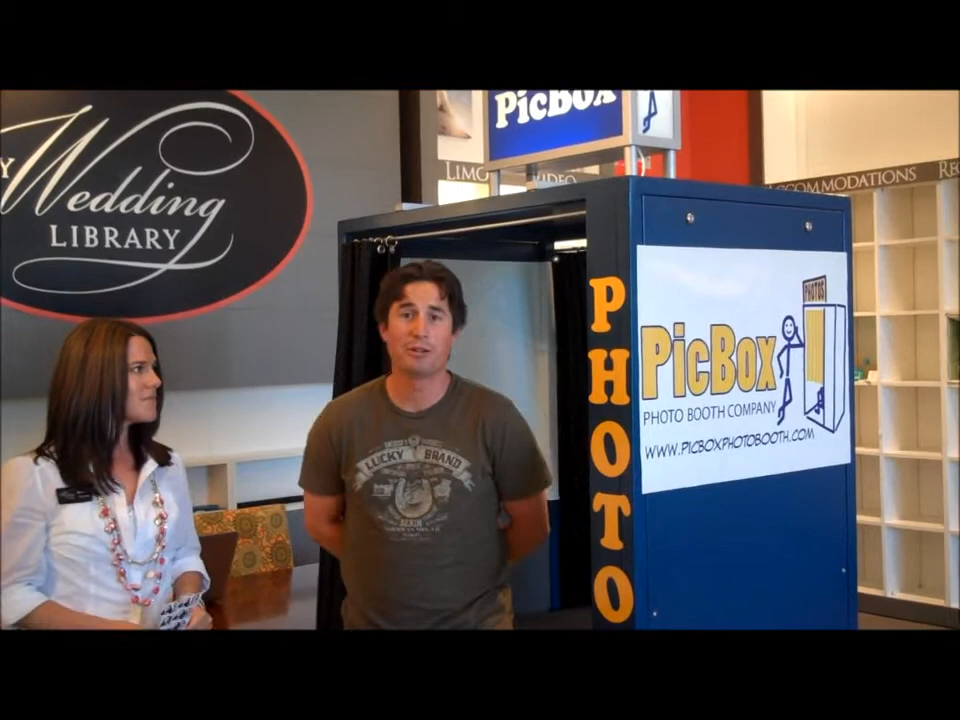 Wedding
LIBRARY
PicBox
LIMO
VIDEO
ACCOMMODATIONS
PHOTO
PHOTOS
PicBox
PHOTO BOOTH COMPANY
WWW.PICBOXPHOTOBOOTH.COM
LUCKY BRAND